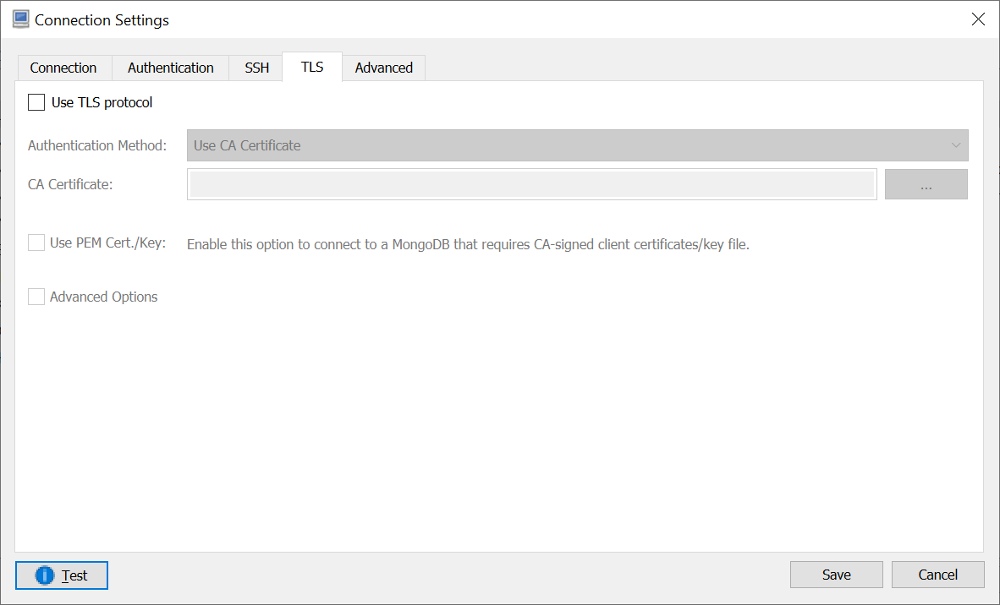 Connection Settings
Connection Authentication SSH TLS Advanced
Use TLS protocol
Authentication Method: Use CA Certificate
CA Certificate: ...
Use PEM Cert./Key: Enable this option to connect to a MongoDB that requires CA-signed client certificates/key file.
Advanced Options
Test Save Cancel